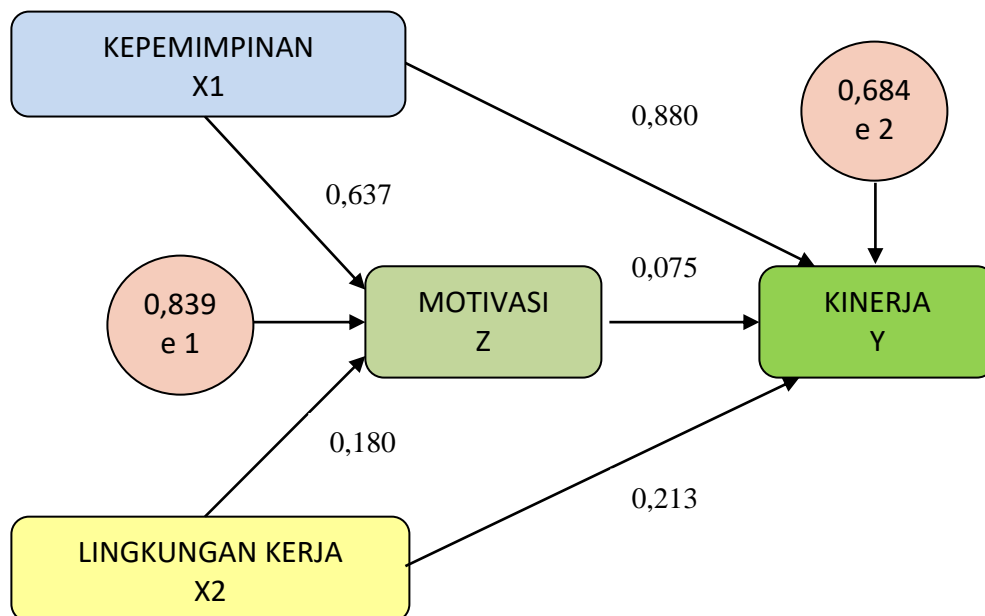 KEPEMIMPINAN
X1
0,684
e 2
0,880
0,637
0,839
e 1
MOTIVASI
Z
0,075
KINERJA
Y
0,180
0,213
LINGKUNGAN KERJA
X2